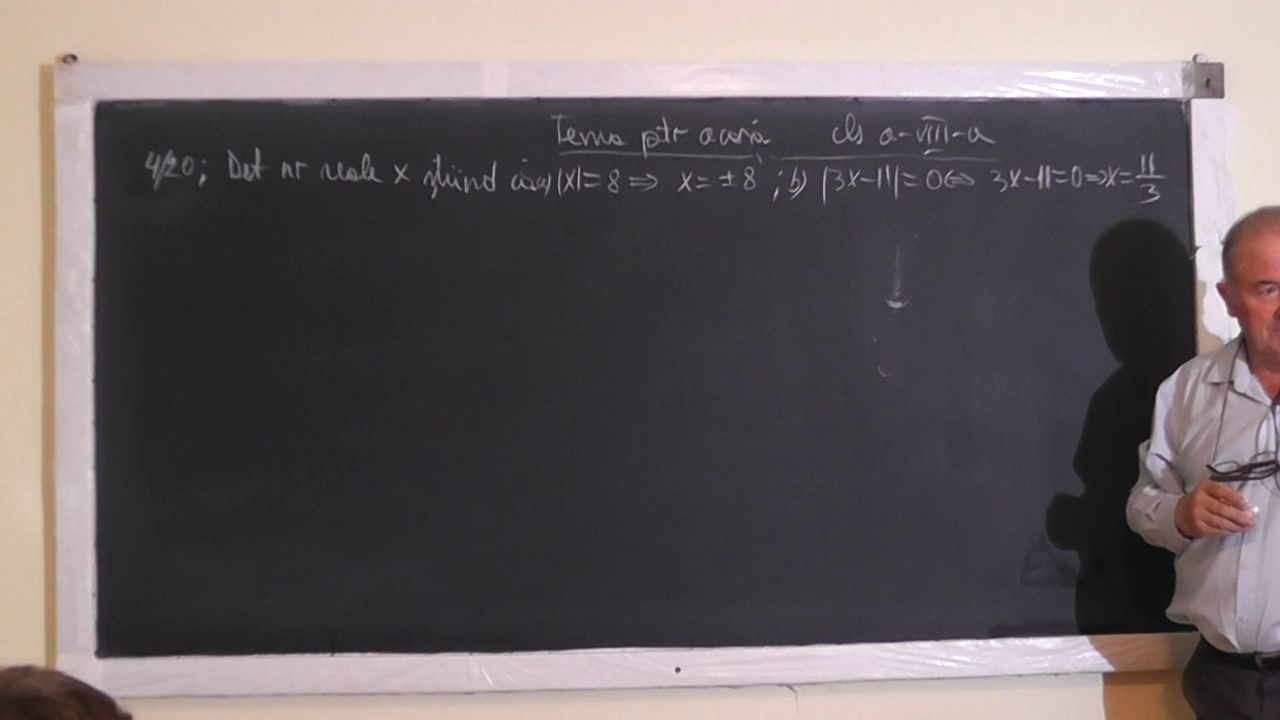 Tema ptr acasă cls a-VIII-a
4/20; Det nr reale x știind că: a) |x|=8 ⇒ x=±8 ; b) |3x-11|=0 ⇔ 3x-11=0 ⇒ x=11/3